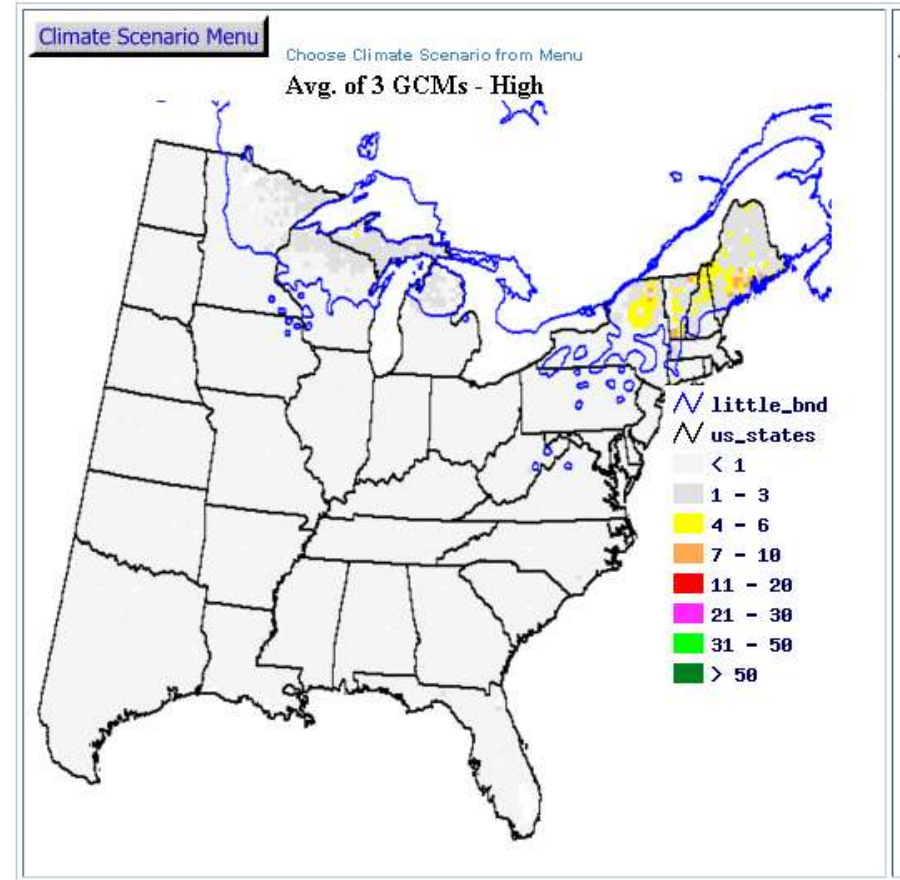 Climate Scenario Menu
Choose Climate Scenario from Menu
Avg. of 3 GCMs - High
little_bnd
us_states
< 1
1 - 3
4 - 6
7 - 10
11 - 20
21 - 30
31 - 50
> 50